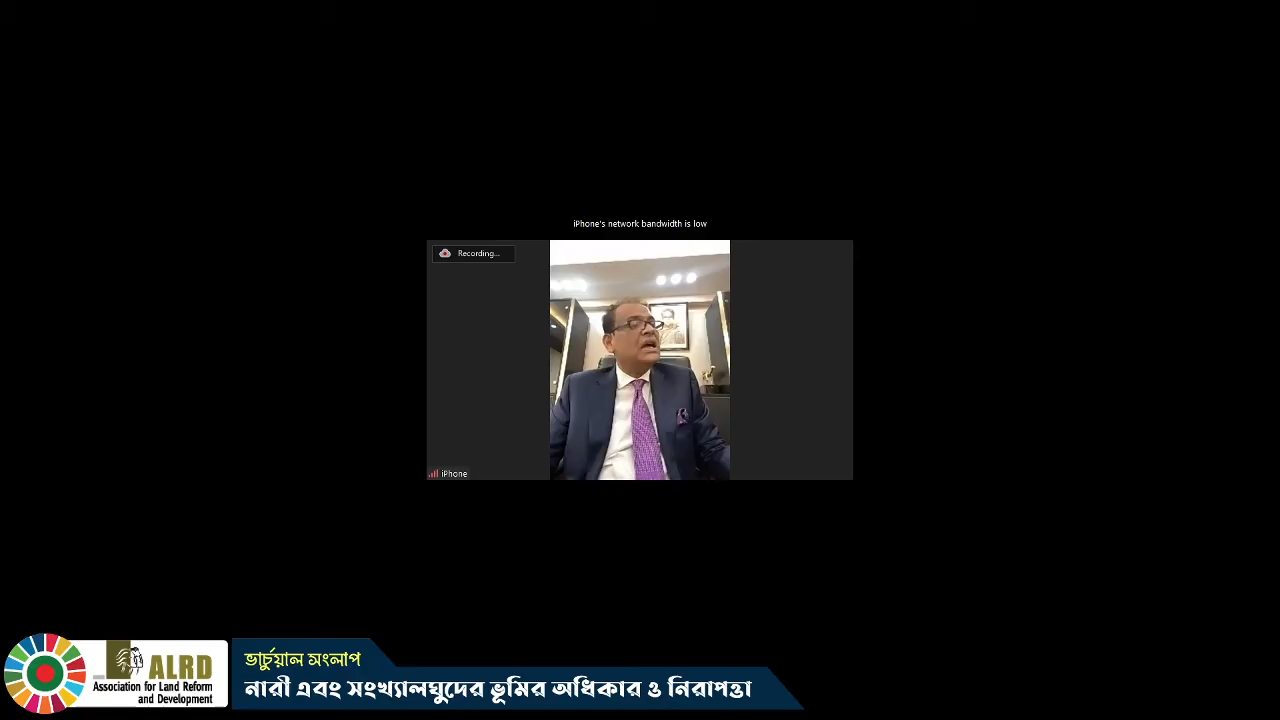 iPhone's network bandwidth is low
Recording...
iPhone
ALRD
Association for Land Reform
and Development
ভার্চুয়াল সংলাপ
নারী এবং সংখ্যালঘুদের ভূমির অধিকার ও নিরাপত্তা